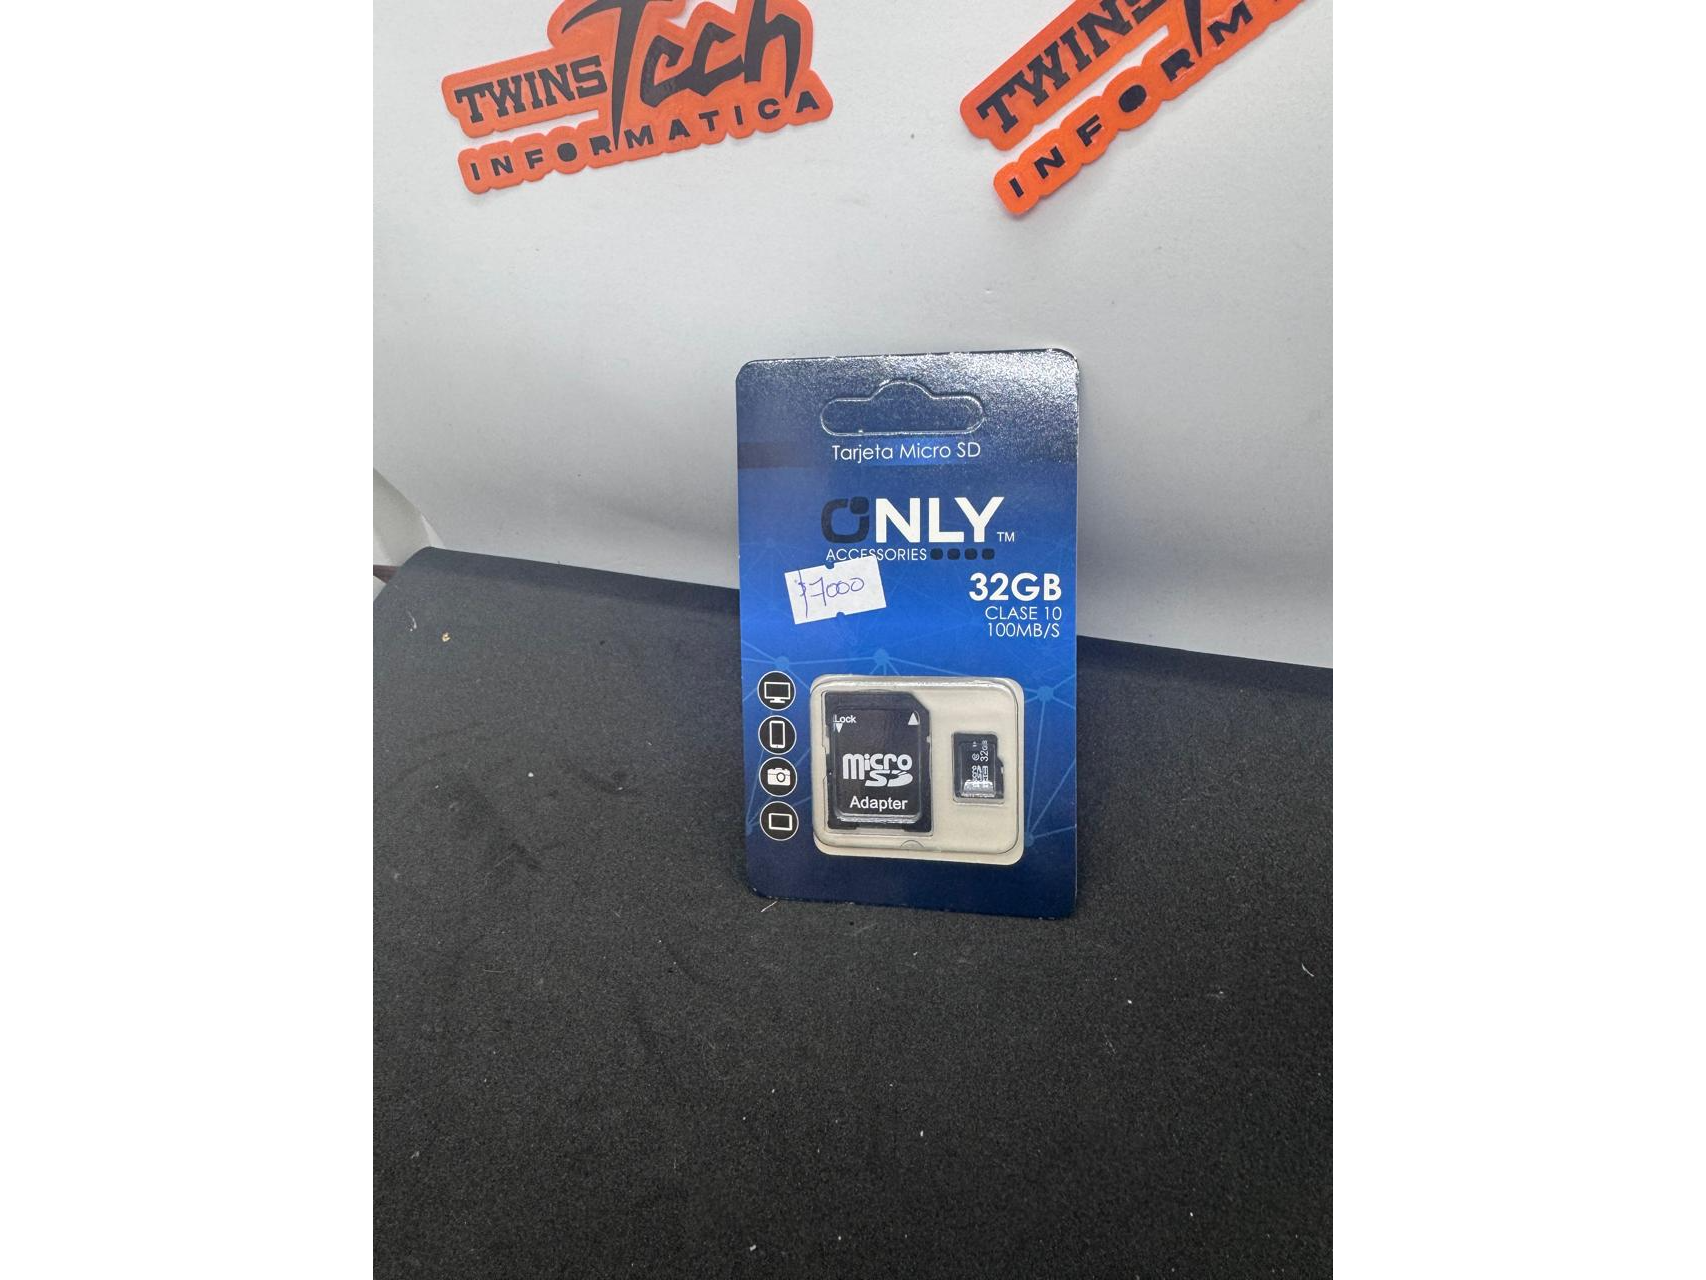 TWINS Tech
INFORMATICA
TWINS
INFORM
Tarjeta Micro SD
ONLY™
ACCESSORIES
$7000
32GB
CLASE 10
100MB/S
Lock
micro
SD
Adapter
32GB